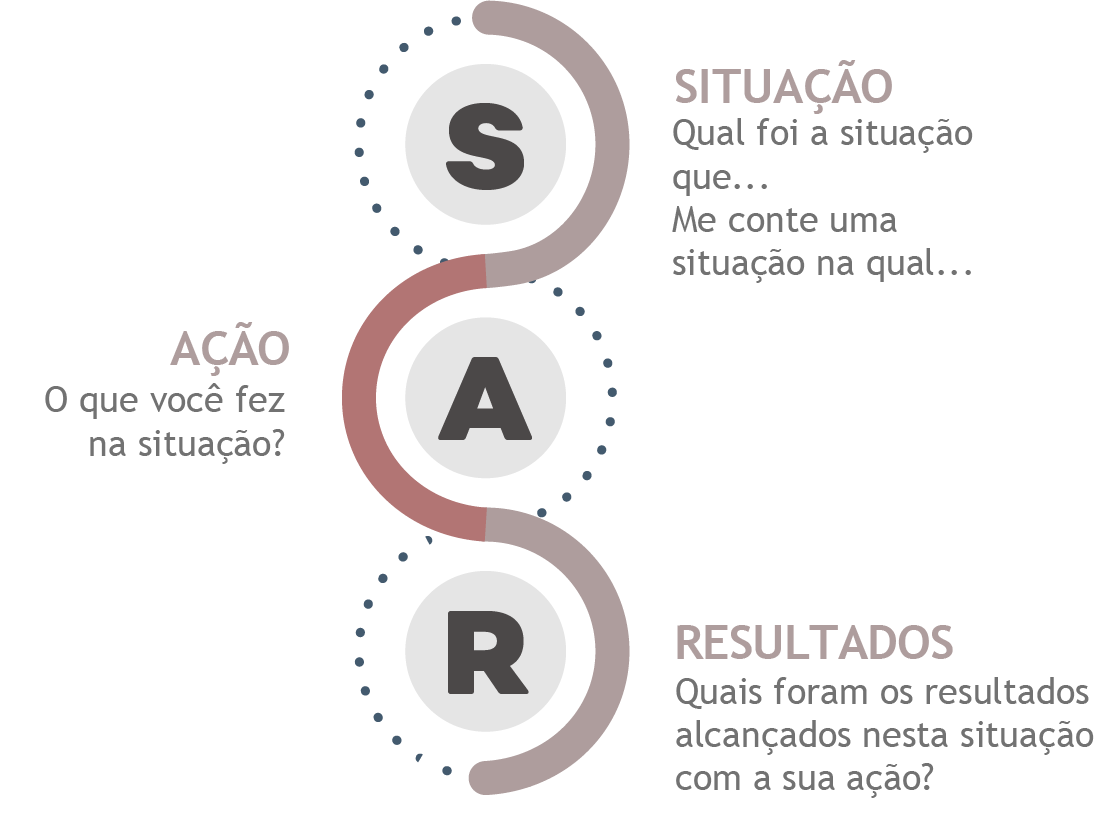 S
SITUAÇÃO
Qual foi a situação
que...
Me conte uma
situação na qual...
A
AÇÃO
O que você fez
na situação?
R
RESULTADOS
Quais foram os resultados
alcançados nesta situação
com a sua ação?